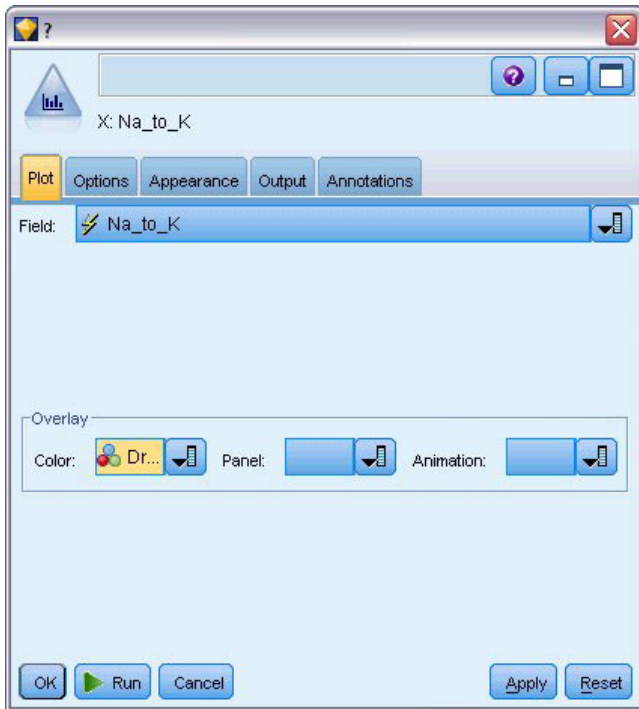 ?
X: Na_to_K
Plot Options Appearance Output Annotations
Field: Na_to_K
Overlay
Color: Dr... Panel: Animation:
OK Run Cancel Apply Reset